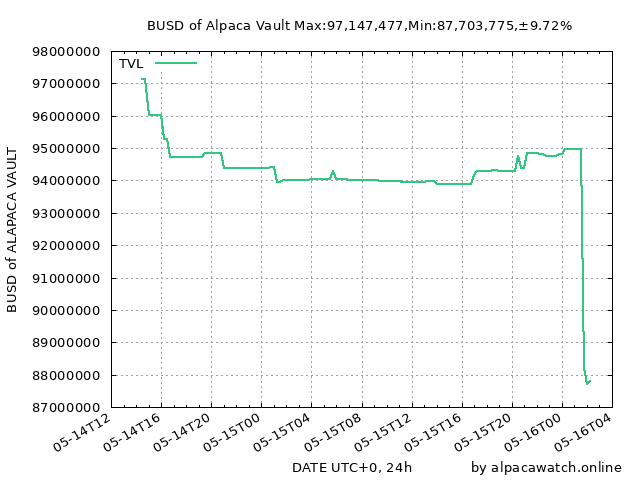 BUSD of Alpaca Vault Max:97,147,477,Min:87,703,775,±9.72%
98000000
TVL
97000000
96000000
95000000
94000000
93000000
92000000
91000000
90000000
89000000
88000000
87000000
BUSD of ALAPACA VAULT
05-14T12
05-14T16
05-14T20
05-15T00
05-15T04
05-15T08
05-15T12
05-15T16
05-15T20
05-16T00
05-16T04
DATE UTC+0, 24h
by alpacawatch.online